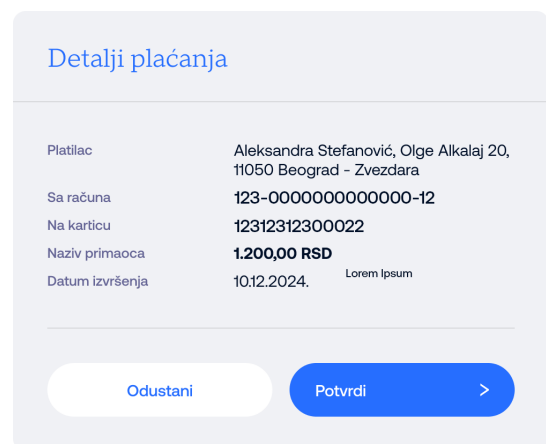 Detalji plaćanja
Platilac
Aleksandra Stefanović, Olge Alkalaj 20,
11050 Beograd - Zvezdara
Sa računa
123-0000000000000-12
Na karticu
12312312300022
Naziv primaoca
1.200,00 RSD
Datum izvršenja
10.12.2024.
Lorem Ipsum
Odustani
Potvrdi